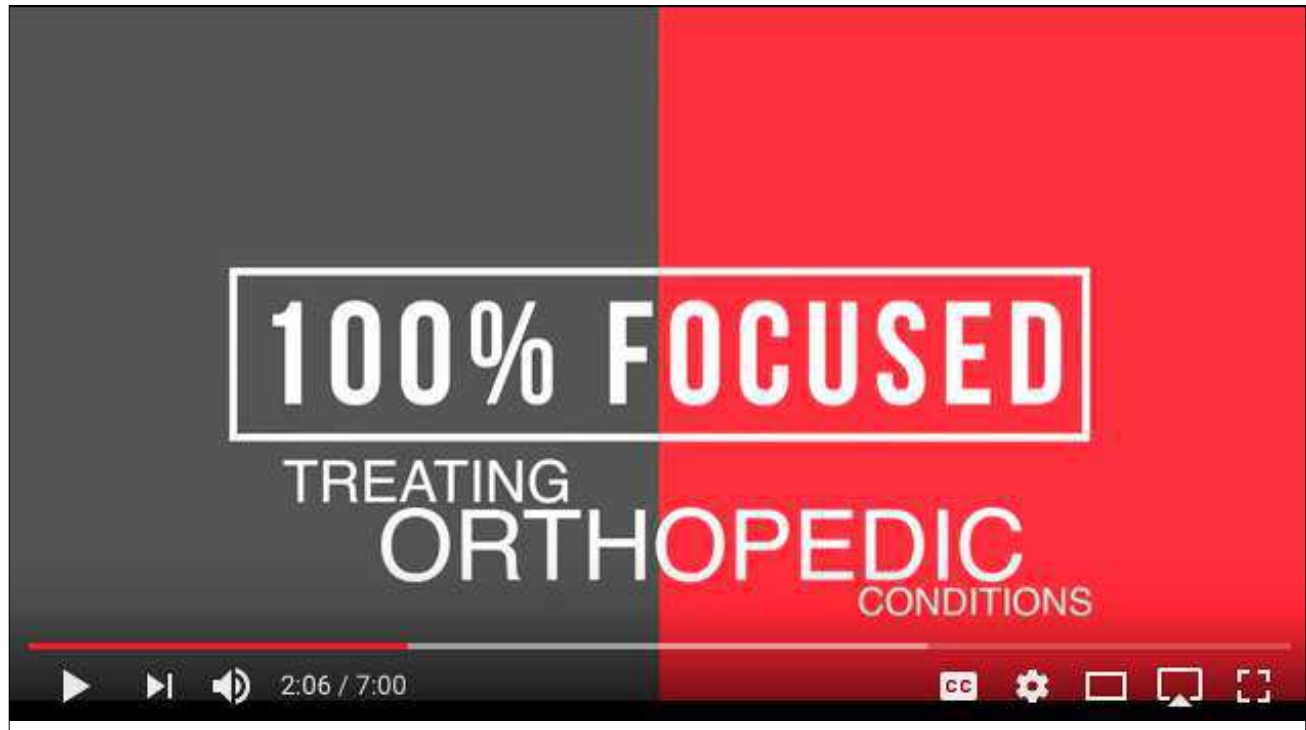 100% FOCUSED
TREATING
ORTHOPEDIC
CONDITIONS
2:06 / 7:00
CC